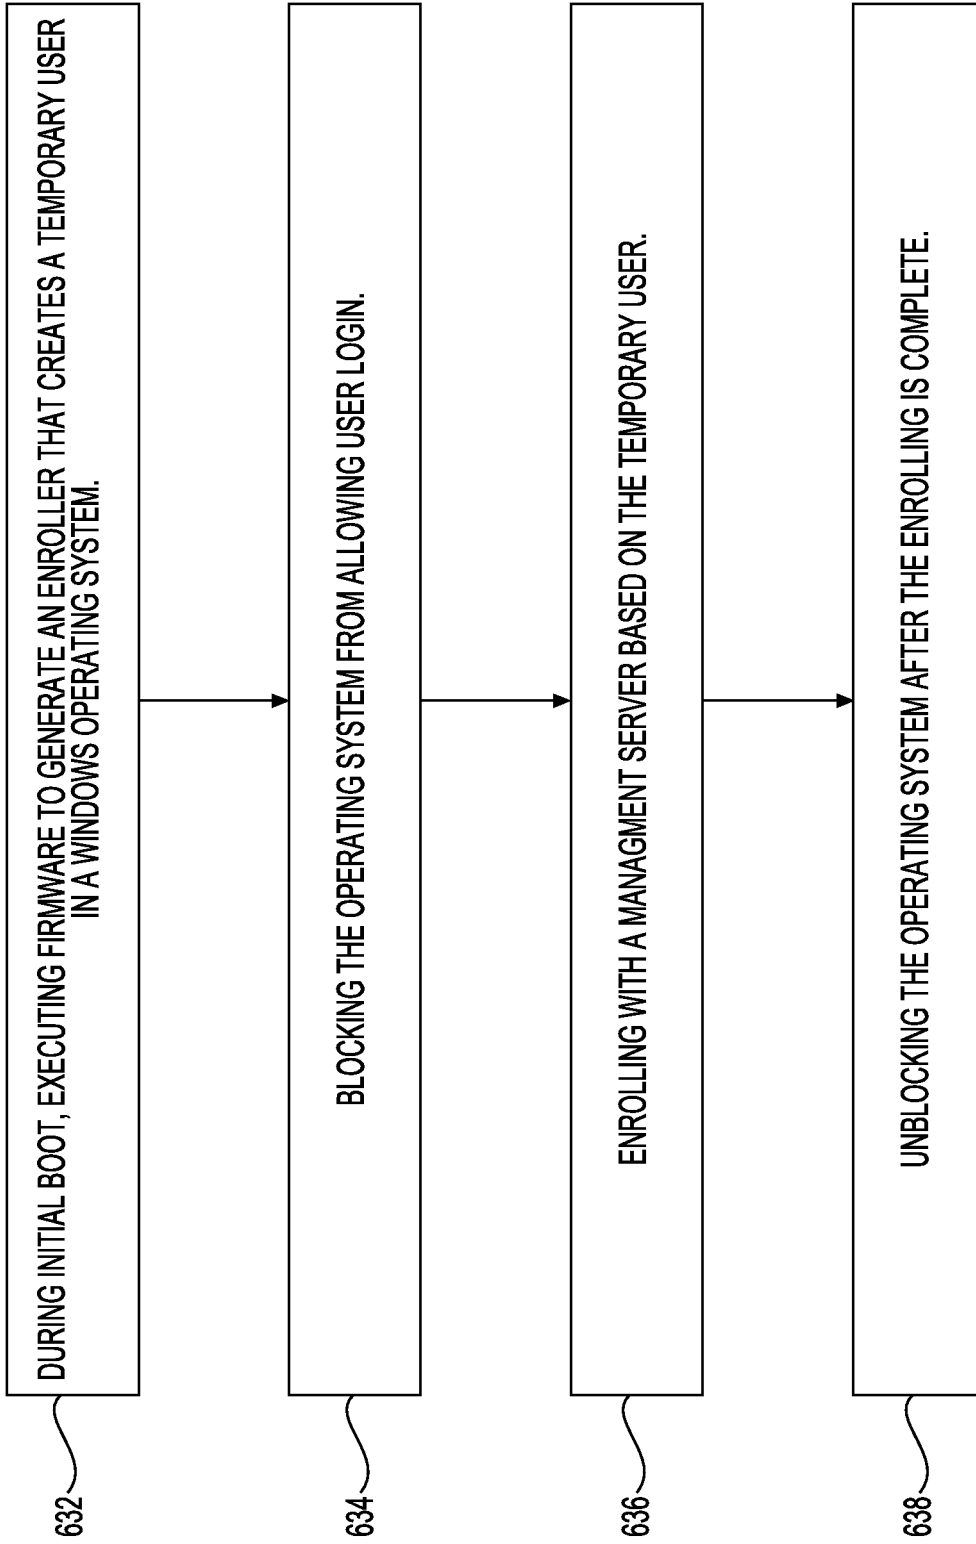 632
DURING INITIAL BOOT, EXECUTING FIRMWARE TO GENERATE AN ENROLLER THAT CREATES A TEMPORARY USER
IN A WINDOWS OPERATING SYSTEM.
634
BLOCKING THE OPERATING SYSTEM FROM ALLOWING USER LOGIN.
636
ENROLLING WITH A MANAGMENT SERVER BASED ON THE TEMPORARY USER.
638
UNBLOCKING THE OPERATING SYSTEM AFTER THE ENROLLING IS COMPLETE.